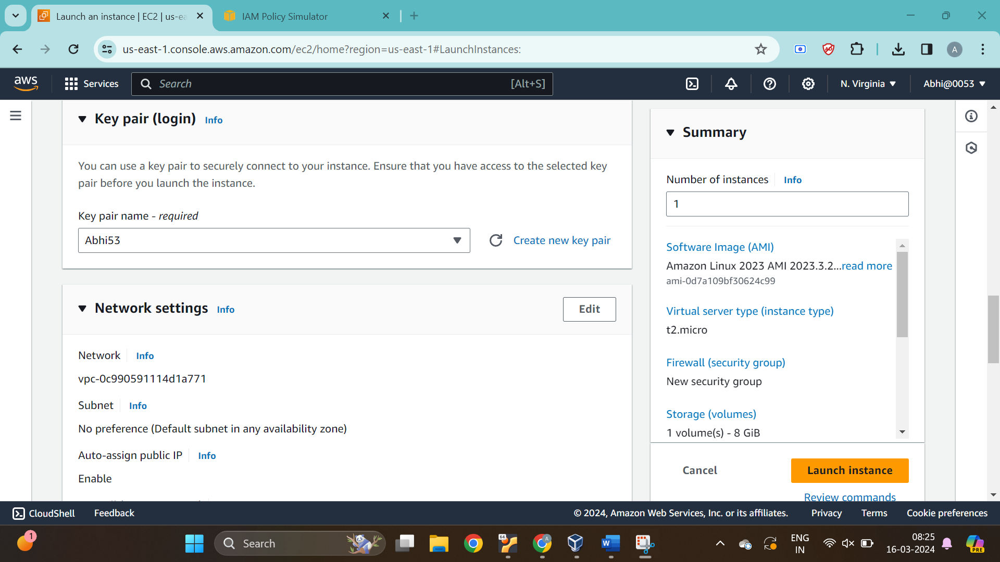 Launch an instance | EC2 | us-ea
IAM Policy Simulator
us-east-1.console.aws.amazon.com/ec2/home?region=us-east-1#LaunchInstances:
A
aws
Services
Search
[Alt+S]
N. Virginia
Abhi@0053
Key pair (login)
Info
You can use a key pair to securely connect to your instance. Ensure that you have access to the selected key
pair before you launch the instance.
Key pair name - required
Abhi53
Create new key pair
Network settings
Info
Edit
Network
Info
vpc-0c990591114d1a771
Subnet
Info
No preference (Default subnet in any availability zone)
Auto-assign public IP
Info
Enable
Summary
Number of instances
Info
1
Software Image (AMI)
Amazon Linux 2023 AMI 2023.3.2...read more
ami-0d7a109bf30624c99
Virtual server type (instance type)
t2.micro
Firewall (security group)
New security group
Storage (volumes)
1 volume(s) - 8 GiB
Cancel
Launch instance
Review commands
CloudShell
Feedback
© 2024, Amazon Web Services, Inc. or its affiliates.
Privacy
Terms
Cookie preferences
1
Search
64
A
W
ENG
IN
08:25
16-03-2024
PRE